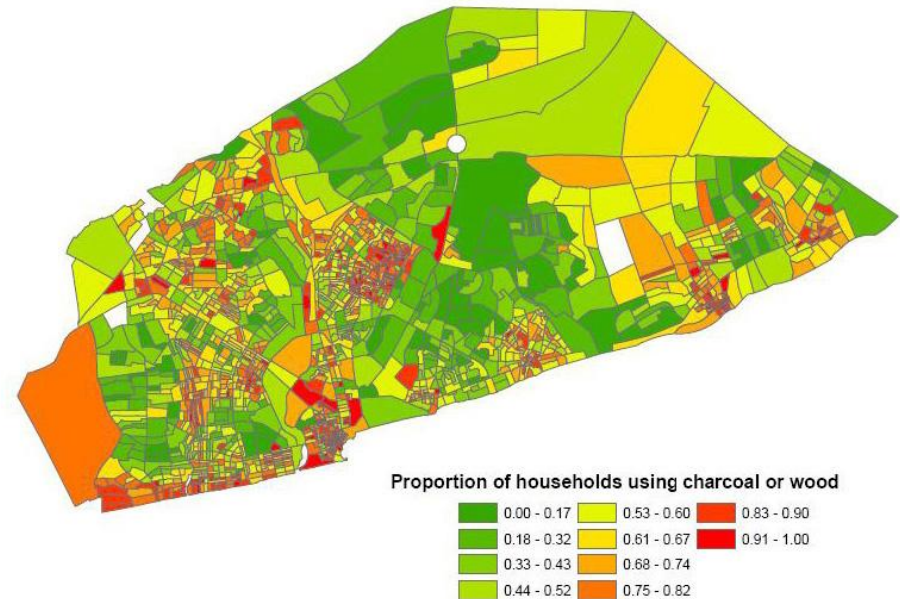 Proportion of households using charcoal or wood
0.00 - 0.17 0.53 - 0.60 0.83 - 0.90
0.18 - 0.32 0.61 - 0.67 0.91 - 1.00
0.33 - 0.43 0.68 - 0.74
0.44 - 0.52 0.75 - 0.82